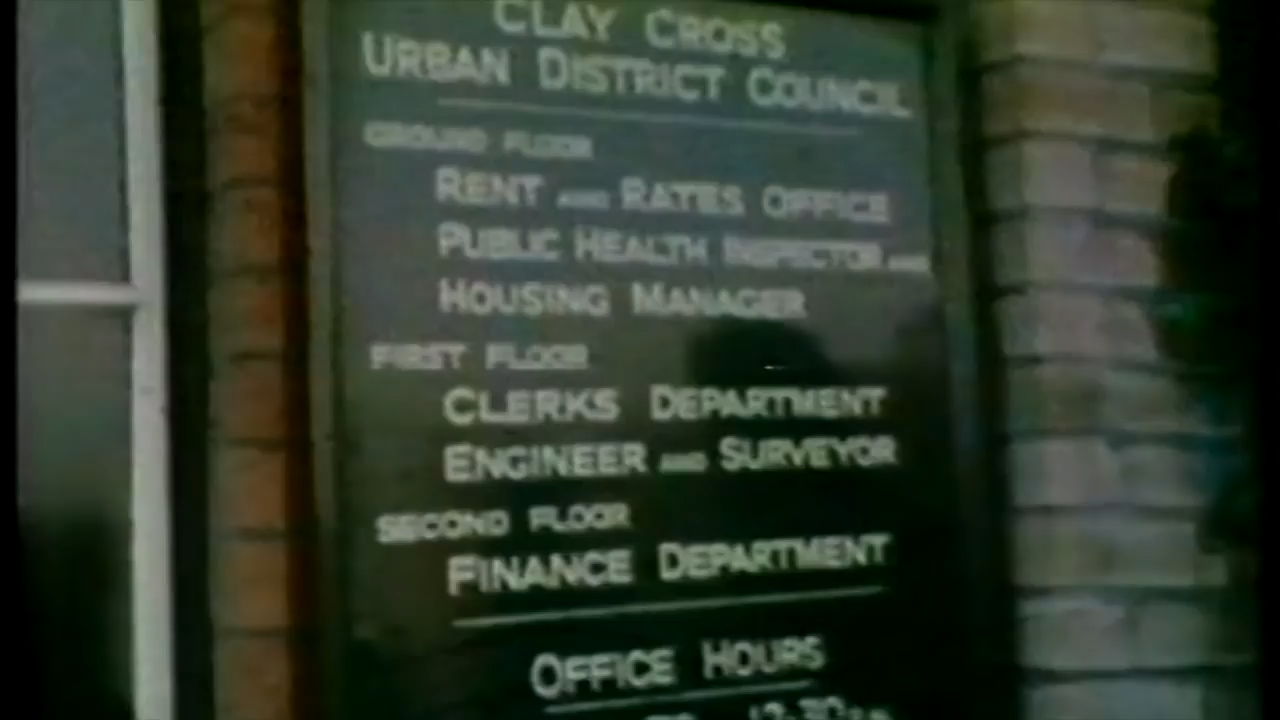 CLAY CROSS
URBAN DISTRICT COUNCIL
GROUND FLOOR
RENT AND RATES OFFICE
PUBLIC HEALTH INSPECTOR AND
HOUSING MANAGER
FIRST FLOOR
CLERKS DEPARTMENT
ENGINEER AND SURVEYOR
SECOND FLOOR
FINANCE DEPARTMENT
OFFICE HOURS